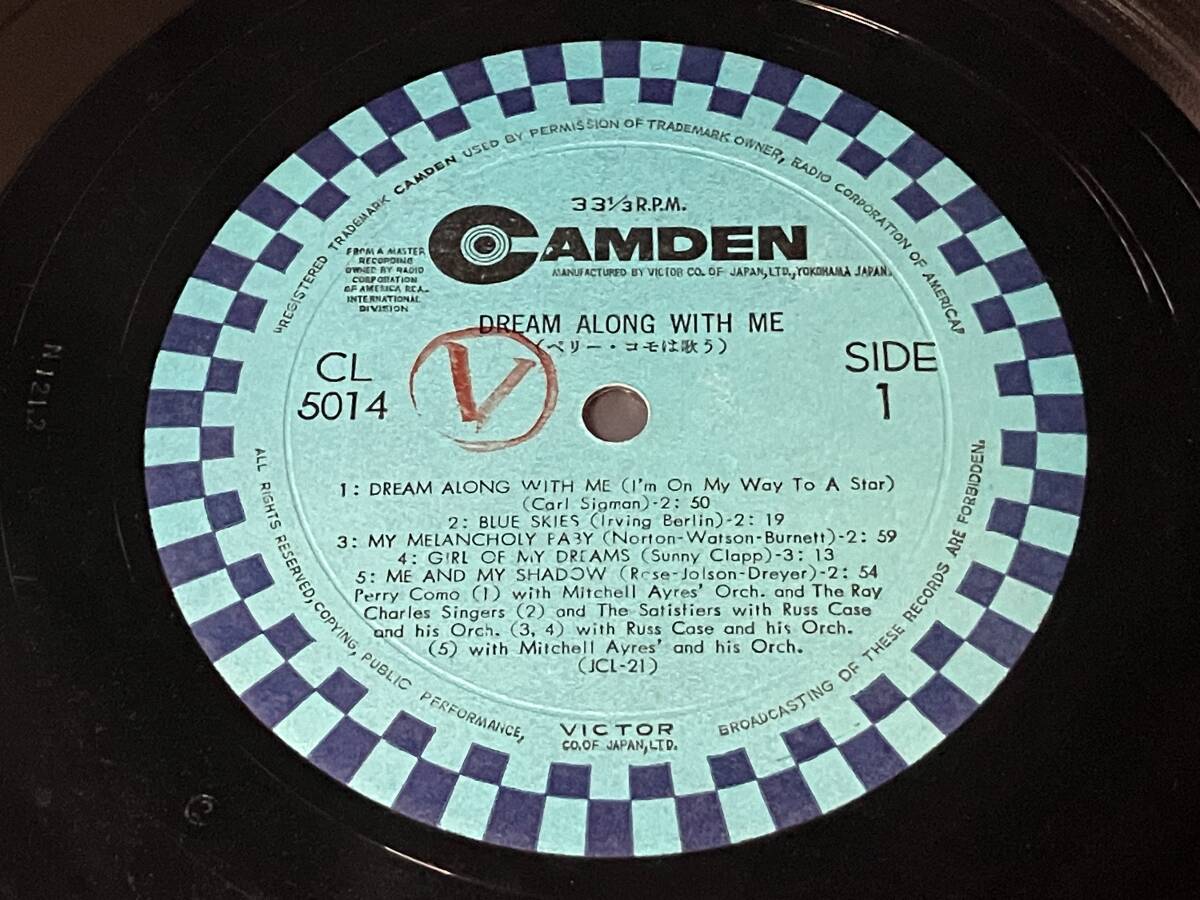 "REGISTERED TRADEMARK CAMDEN USED BY PERMISSION OF TRADEMARK OWNER, RADIO CORPORATION OF AMERICA"
33⅓ R.P.M.
CAMDEN
MANUFACTURED BY VICTOR CO. OF JAPAN, LTD., YOKOHAMA JAPAN.
FROM A MASTER
RECORDING
OWNED BY RADIO
CORPORATION
OF AMERICA RCA
INTERNATIONAL
DIVISION
DREAM ALONG WITH ME
(ペリー・コモは歌う)
CL
5014
V
SIDE
1
1: DREAM ALONG WITH ME (I'm On My Way To A Star)
(Carl Sigman)-2: 50
2: BLUE SKIES (Irving Berlin)-2: 19
3: MY MELANCHOLY BABY (Norton-Watson-Burnett)-2: 59
4: GIRL OF MY DREAMS (Sunny Clapp)-3: 13
5: ME AND MY SHADOW (Rose-Jolson-Dreyer)-2: 54
Perry Como (1) with Mitchell Ayres' Orch. and The Ray
Charles Singers (2) and The Satistiers with Russ Case
and his Orch. (3, 4) with Russ Case and his Orch.
(5) with Mitchell Ayres' and his Orch.
(JCL-21)
ALL RIGHTS RESERVED, COPYING, PUBLIC PERFORMANCE,
VICTOR
CO. OF JAPAN, LTD.
BROADCASTING OF THESE RECORDS ARE FORBIDDEN.
N1212